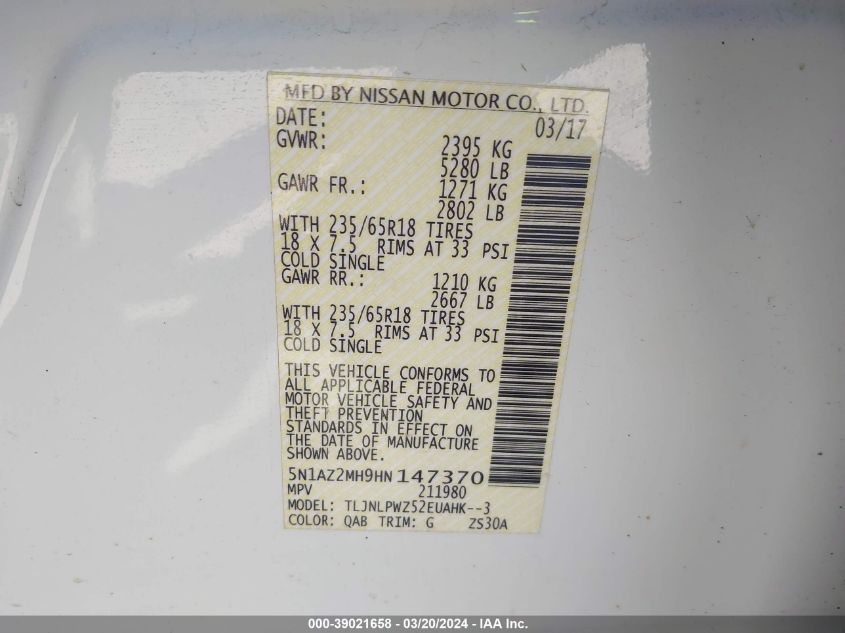 MFD BY NISSAN MOTOR CO., LTD.
DATE: 03/17
GVWR: 2395 KG
5280 LB
GAWR FR.: 1271 KG
2802 LB
WITH 235/65R18 TIRES
18 X 7.5 RIMS AT 33 PSI
COLD SINGLE
GAWR RR.: 1210 KG
2667 LB
WITH 235/65R18 TIRES
18 X 7.5 RIMS AT 33 PSI
COLD SINGLE
THIS VEHICLE CONFORMS TO
ALL APPLICABLE FEDERAL
MOTOR VEHICLE SAFETY AND
THEFT PREVENTION
STANDARDS IN EFFECT ON
THE DATE OF MANUFACTURE
SHOWN ABOVE.
5N1AZ2MH9HN147370
MPV 211980
MODEL: TLJNLPWZ52EUAHK--3
COLOR: QAB TRIM: G ZS30A
000-39021658 - 03/20/2024 - IAA Inc.